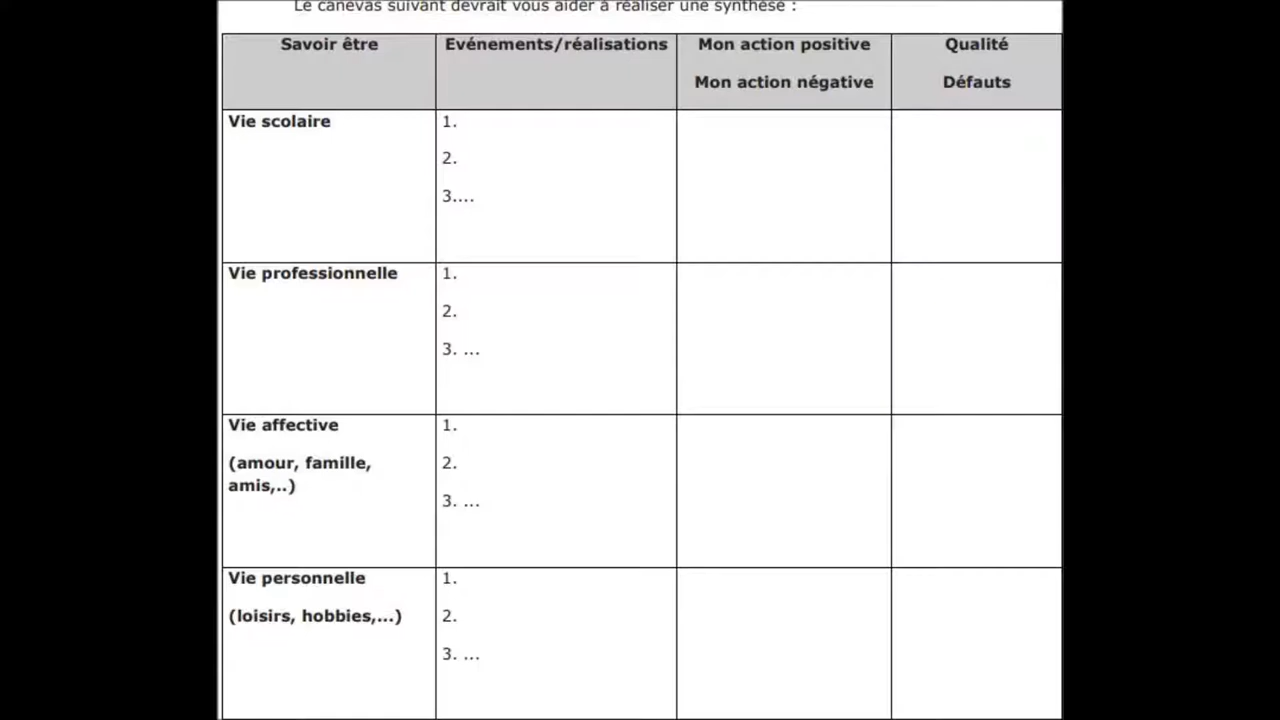 Le canevas suivant devrait vous aider à réaliser une synthèse :
Savoir être
Evénements/réalisations
Mon action positive
Mon action négative
Qualité
Défauts
Vie scolaire
1.
2.
3....
Vie professionnelle
1.
2.
3. ...
Vie affective
(amour, famille,
amis,..)
1.
2.
3. ...
Vie personnelle
(loisirs, hobbies,...)
1.
2.
3. ...